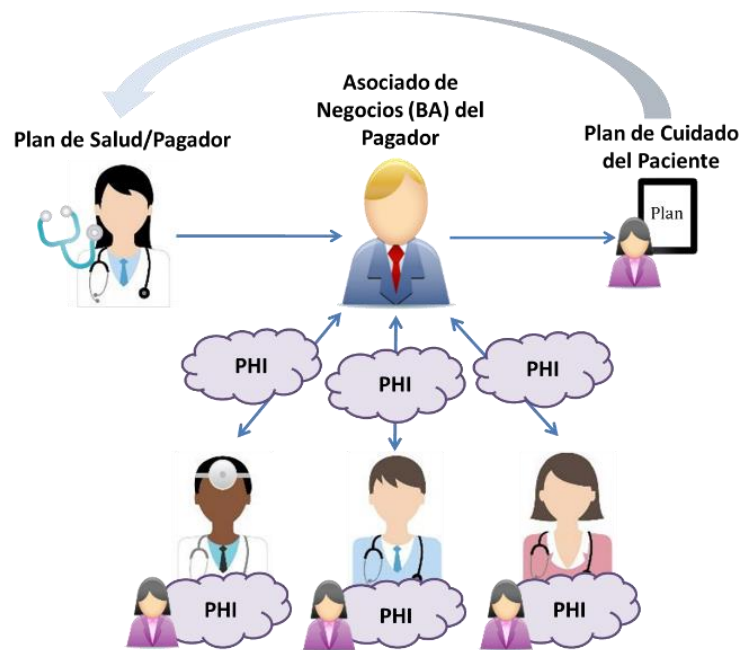 Plan de Salud/Pagador
Asociado de
Negocios (BA) del
Pagador
Plan de Cuidado
del Paciente
Plan
PHI
PHI
PHI
PHI
PHI
PHI